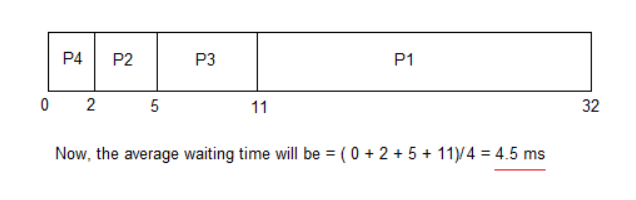 P4 P2 P3 P1
0 2 5 11 32
Now, the average waiting time will be = ( 0 + 2 + 5 + 11)/4 = 4.5 ms